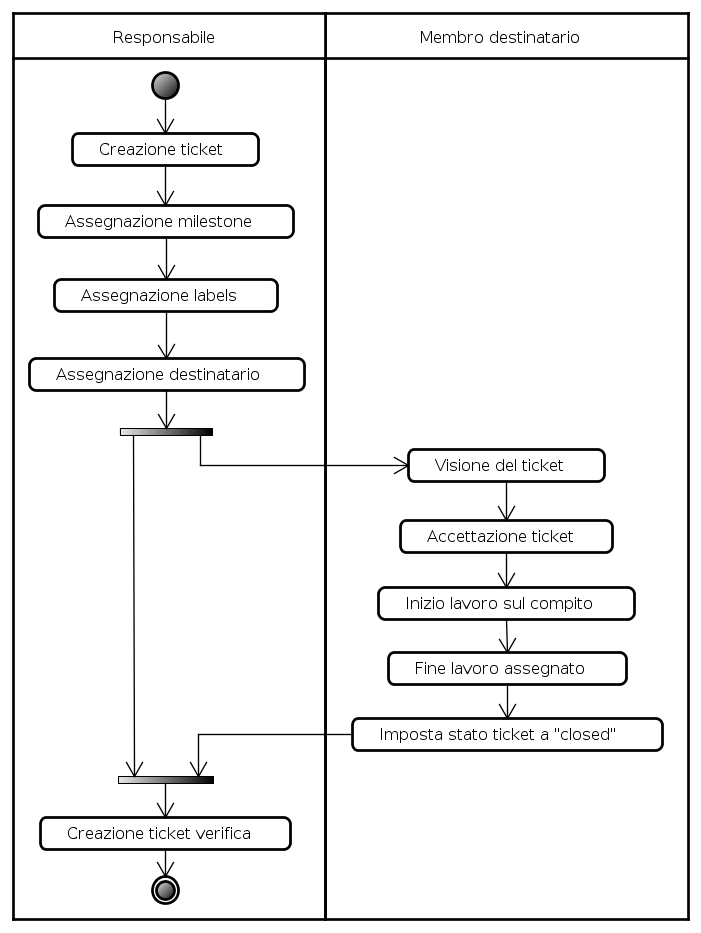 Responsabile
Membro destinatario
Creazione ticket
Assegnazione milestone
Assegnazione labels
Assegnazione destinatario
Visione del ticket
Accettazione ticket
Inizio lavoro sul compito
Fine lavoro assegnato
Imposta stato ticket a "closed"
Creazione ticket verifica